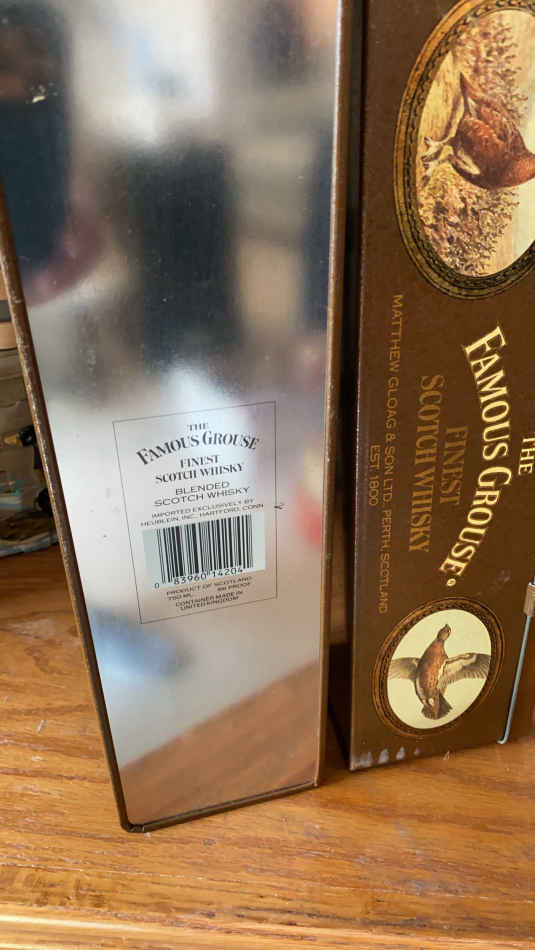 THE
FAMOUS GROUSE
FINEST
SCOTCH WHISKY
BLENDED
SCOTCH WHISKY
IMPORTED EXCLUSIVELY BY
HEUBLEIN, INC. HARTFORD, CONN.
0 83960 14204
PRODUCT OF SCOTLAND
750 ML 86 PROOF
CONTAINER MADE IN
UNITED KINGDOM
THE
FAMOUS GROUSE
FINEST
SCOTCH WHISKY
MATTHEW GLOAG & SON LTD. PERTH, SCOTLAND
EST. 1800